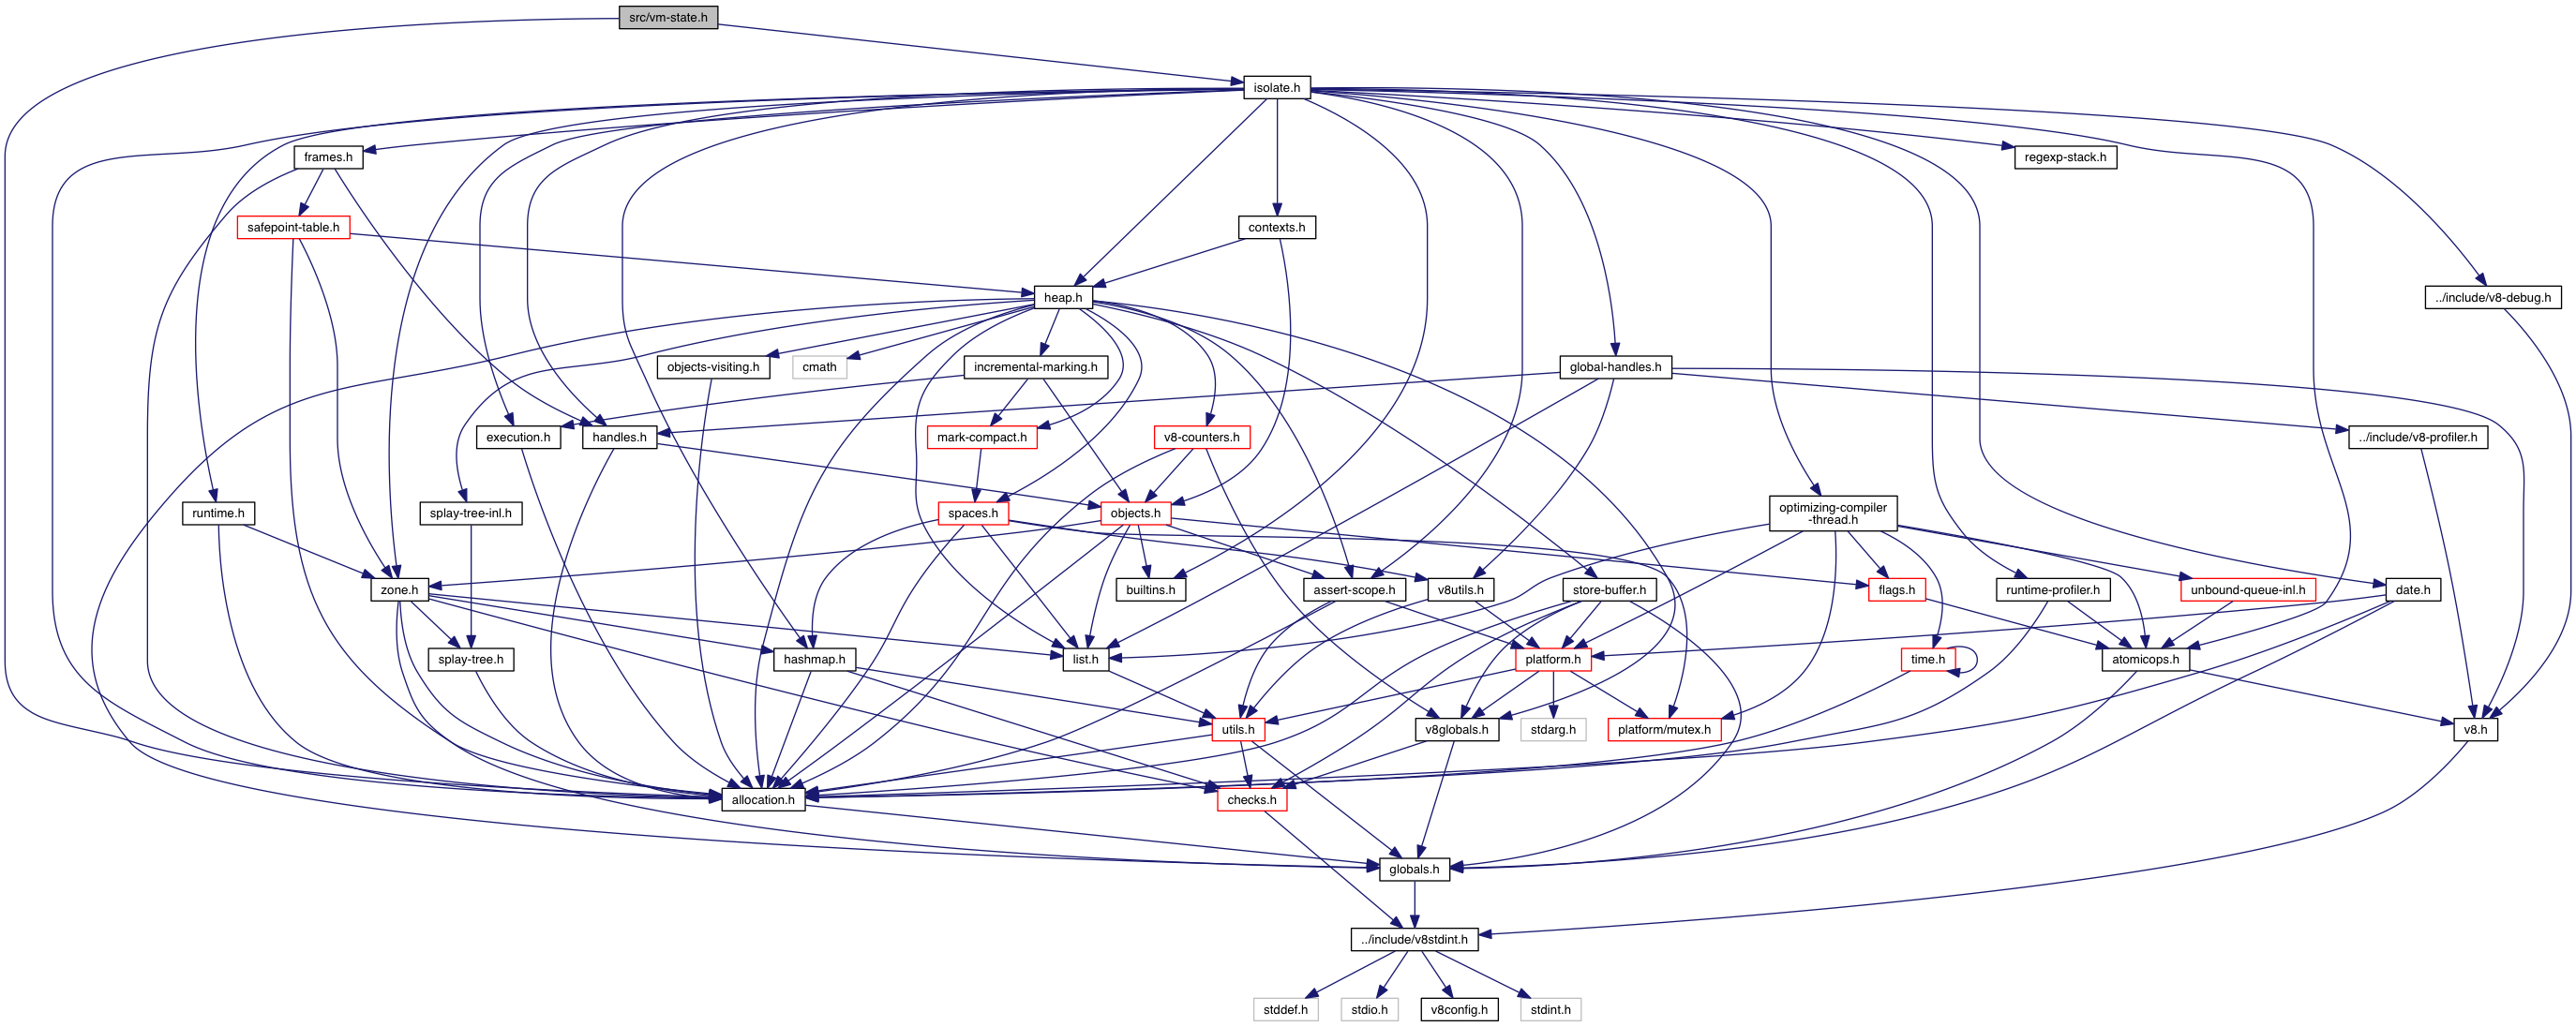 src/vm-state.h
isolate.h
frames.h
regexp-stack.h
safepoint-table.h
contexts.h
heap.h
../include/v8-debug.h
objects-visiting.h
cmath
incremental-marking.h
global-handles.h
execution.h
handles.h
mark-compact.h
v8-counters.h
../include/v8-profiler.h
runtime.h
splay-tree-inl.h
spaces.h
objects.h
optimizing-compiler
-thread.h
zone.h
builtins.h
assert-scope.h
v8utils.h
store-buffer.h
flags.h
runtime-profiler.h
unbound-queue-inl.h
date.h
splay-tree.h
hashmap.h
list.h
platform.h
time.h
atomicops.h
utils.h
v8globals.h
stdarg.h
platform/mutex.h
v8.h
allocation.h
checks.h
globals.h
../include/v8stdint.h
stddef.h
stdio.h
v8config.h
stdint.h